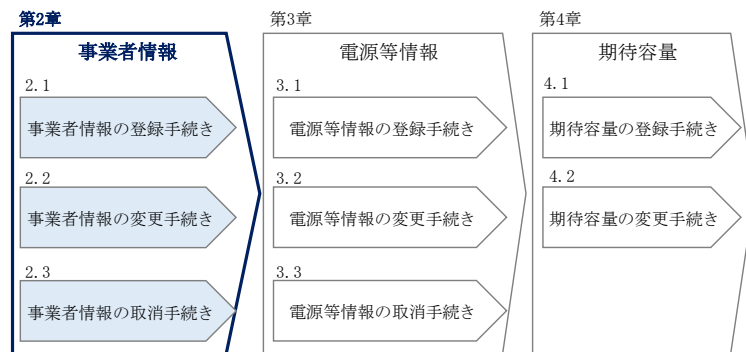 第2章
事業者情報
2.1
事業者情報の登録手続き
2.2
事業者情報の変更手続き
2.3
事業者情報の取消手続き
第3章
電源等情報
3.1
電源等情報の登録手続き
3.2
電源等情報の変更手続き
3.3
電源等情報の取消手続き
第4章
期待容量
4.1
期待容量の登録手続き
4.2
期待容量の変更手続き